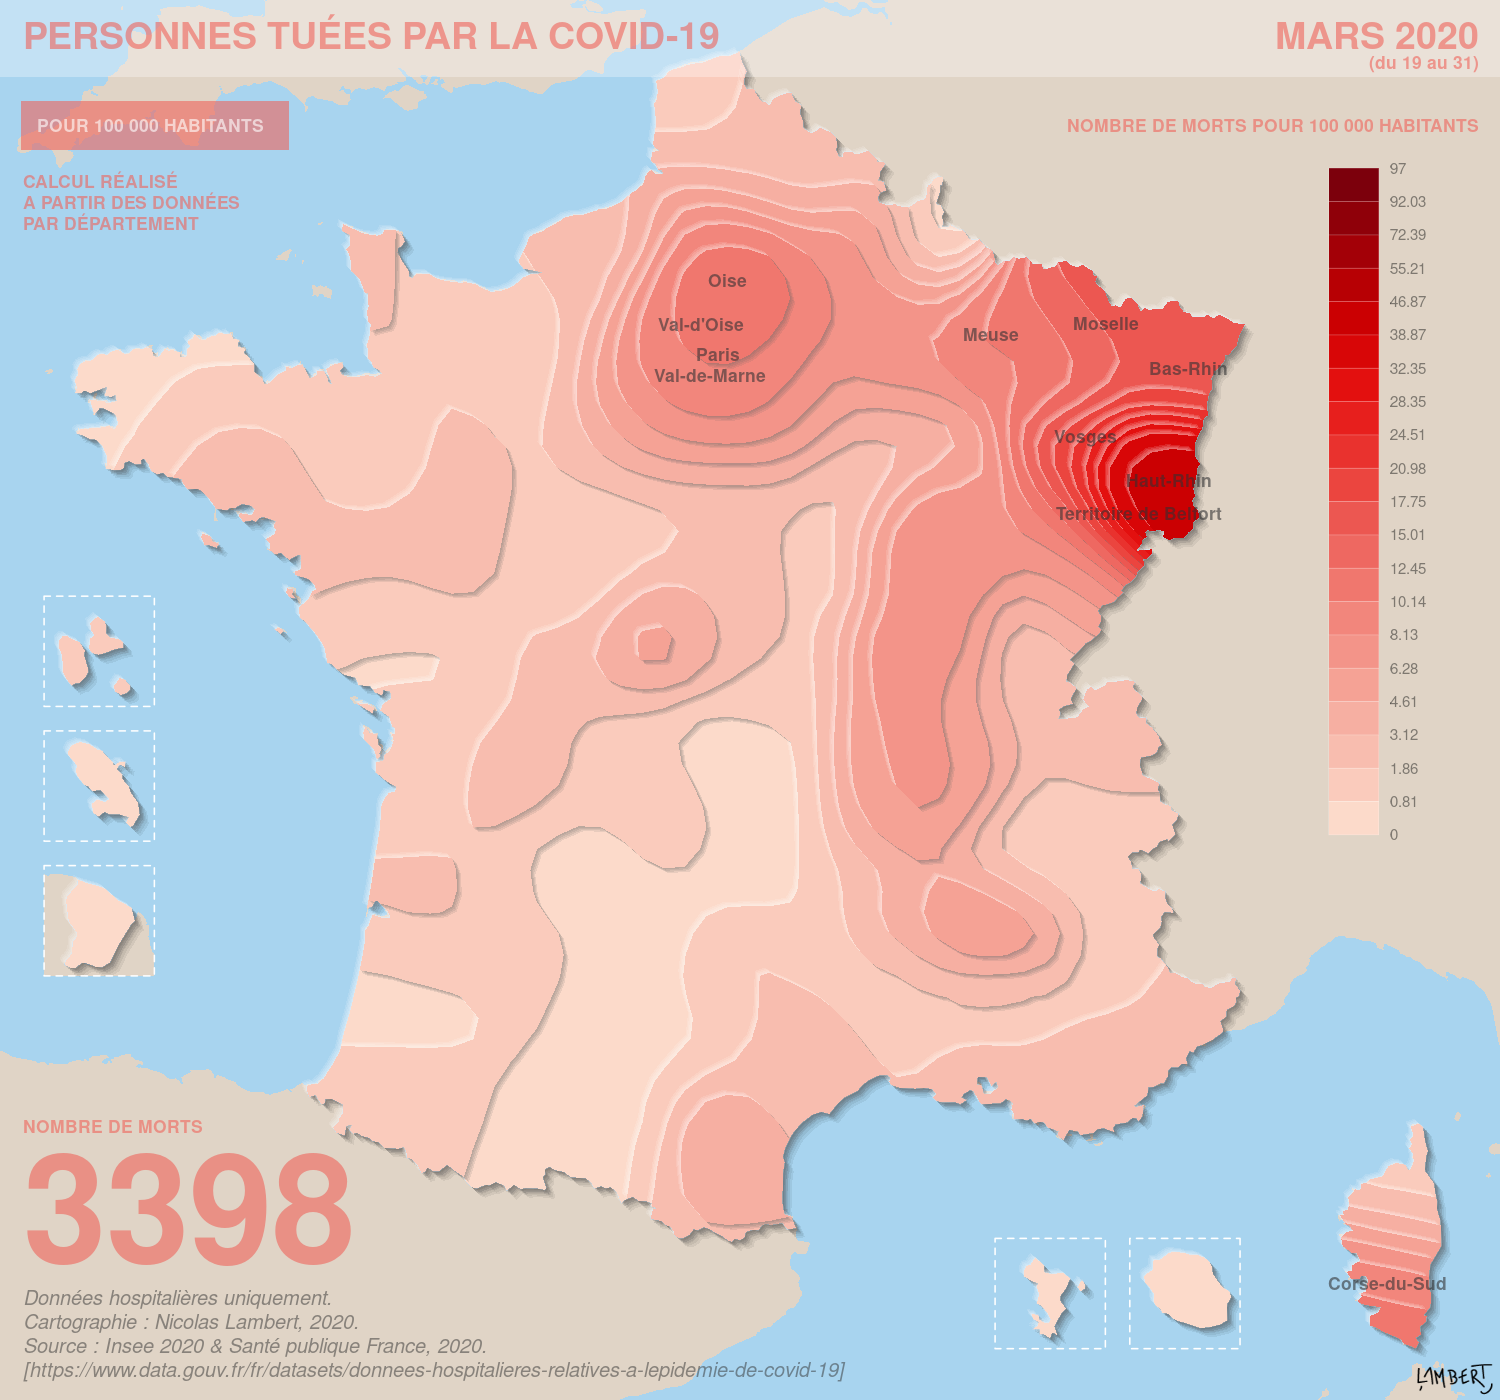 PERSONNES TUÉES PAR LA COVID-19
MARS 2020
(du 19 au 31)
POUR 100 000 HABITANTS
CALCUL RÉALISÉ
A PARTIR DES DONNÉES
PAR DÉPARTEMENT
NOMBRE DE MORTS POUR 100 000 HABITANTS
97
92.03
72.39
55.21
46.87
38.87
32.35
28.35
24.51
20.98
17.75
15.01
12.45
10.14
8.13
6.28
4.61
3.12
1.86
0.81
0
Oise
Val-d'Oise
Paris
Val-de-Marne
Meuse
Moselle
Bas-Rhin
Vosges
Haut-Rhin
Territoire de Belfort
Corse-du-Sud
NOMBRE DE MORTS
3398
Données hospitalières uniquement.
Cartographie : Nicolas Lambert, 2020.
Source : Insee 2020 & Santé publique France, 2020.
[https://www.data.gouv.fr/fr/datasets/donnees-hospitalieres-relatives-a-lepidemie-de-covid-19]
LAMBERT